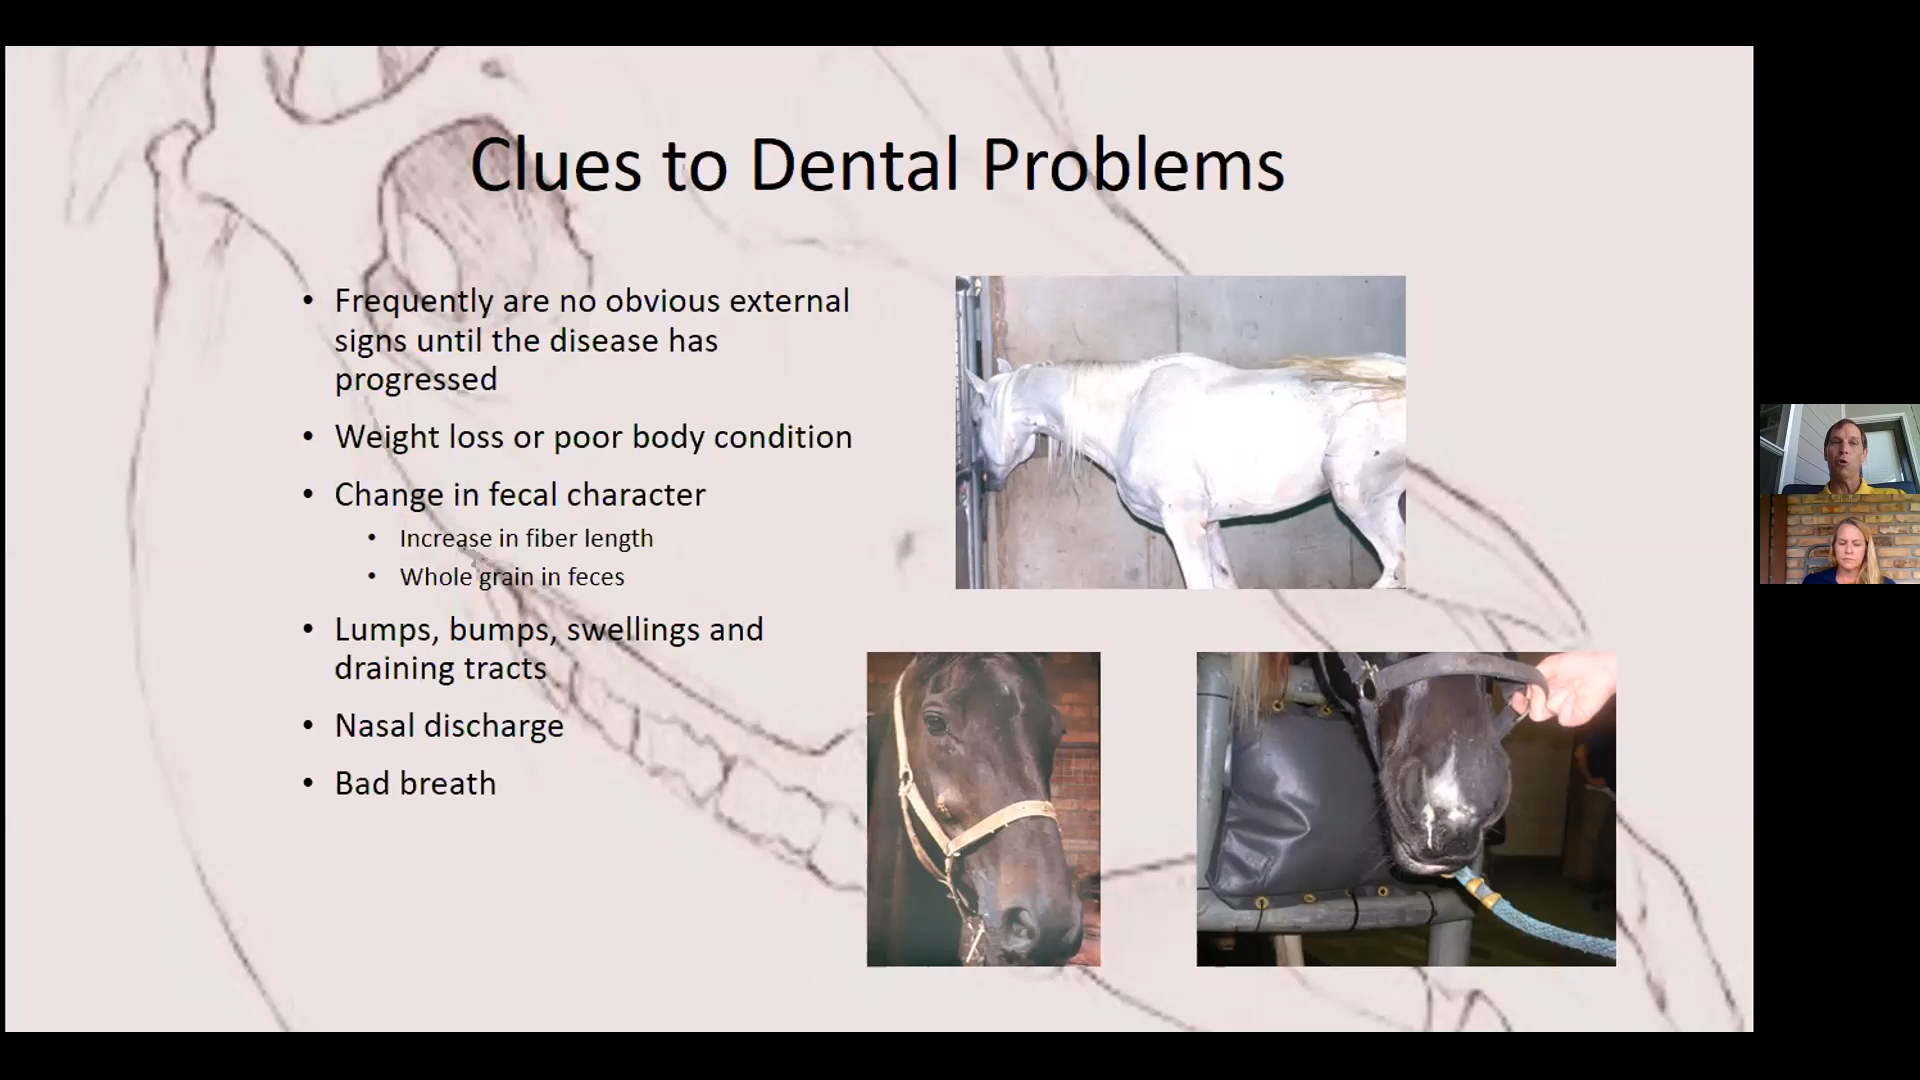 Clues to Dental Problems
• Frequently are no obvious external
signs until the disease has
progressed
• Weight loss or poor body condition
• Change in fecal character
• Increase in fiber length
• Whole grain in feces
• Lumps, bumps, swellings and
draining tracts
• Nasal discharge
• Bad breath